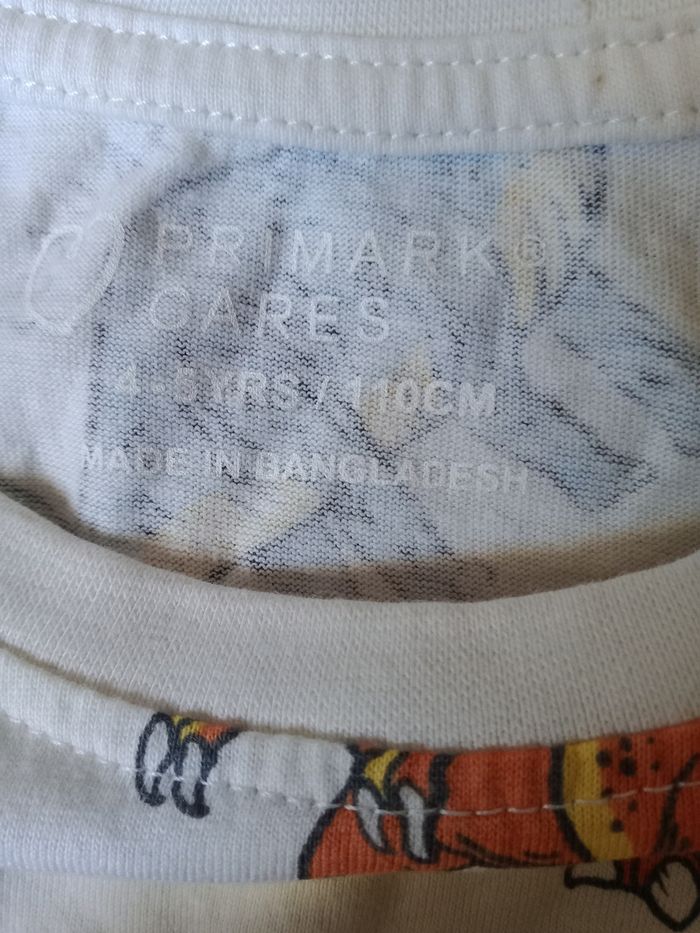 PRIMARK®
CARES
4-5YRS / 110CM
MADE IN BANGLADESH